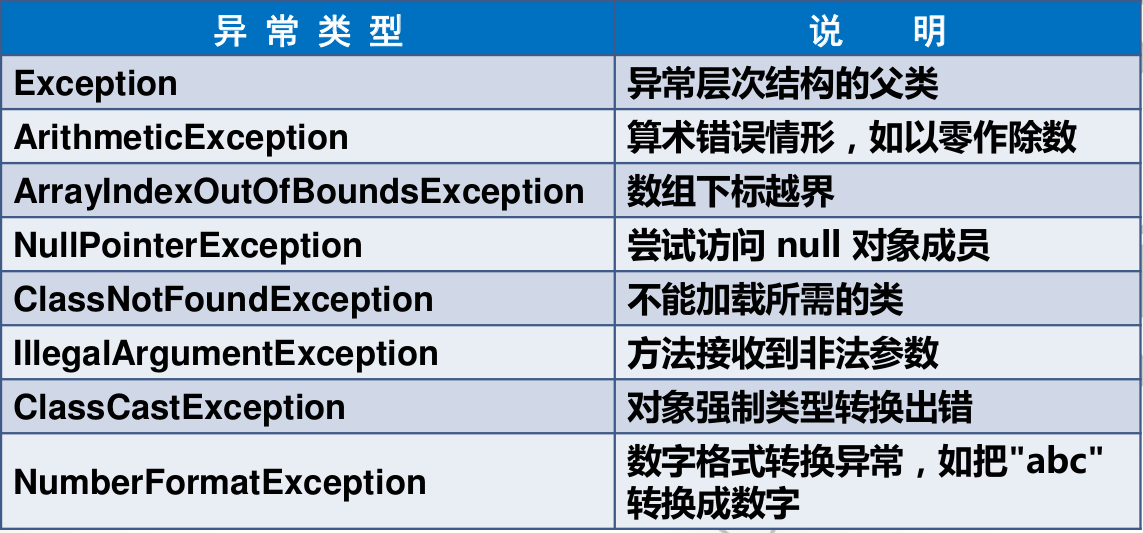 异 常 类 型
说 明
Exception
异常层次结构的父类
ArithmeticException
算术错误情形，如以零作除数
ArrayIndexOutOfBoundsException
数组下标越界
NullPointerException
尝试访问 null 对象成员
ClassNotFoundException
不能加载所需的类
IllegalArgumentException
方法接收到非法参数
ClassCastException
对象强制类型转换出错
NumberFormatException
数字格式转换异常，如把"abc"
转换成数字